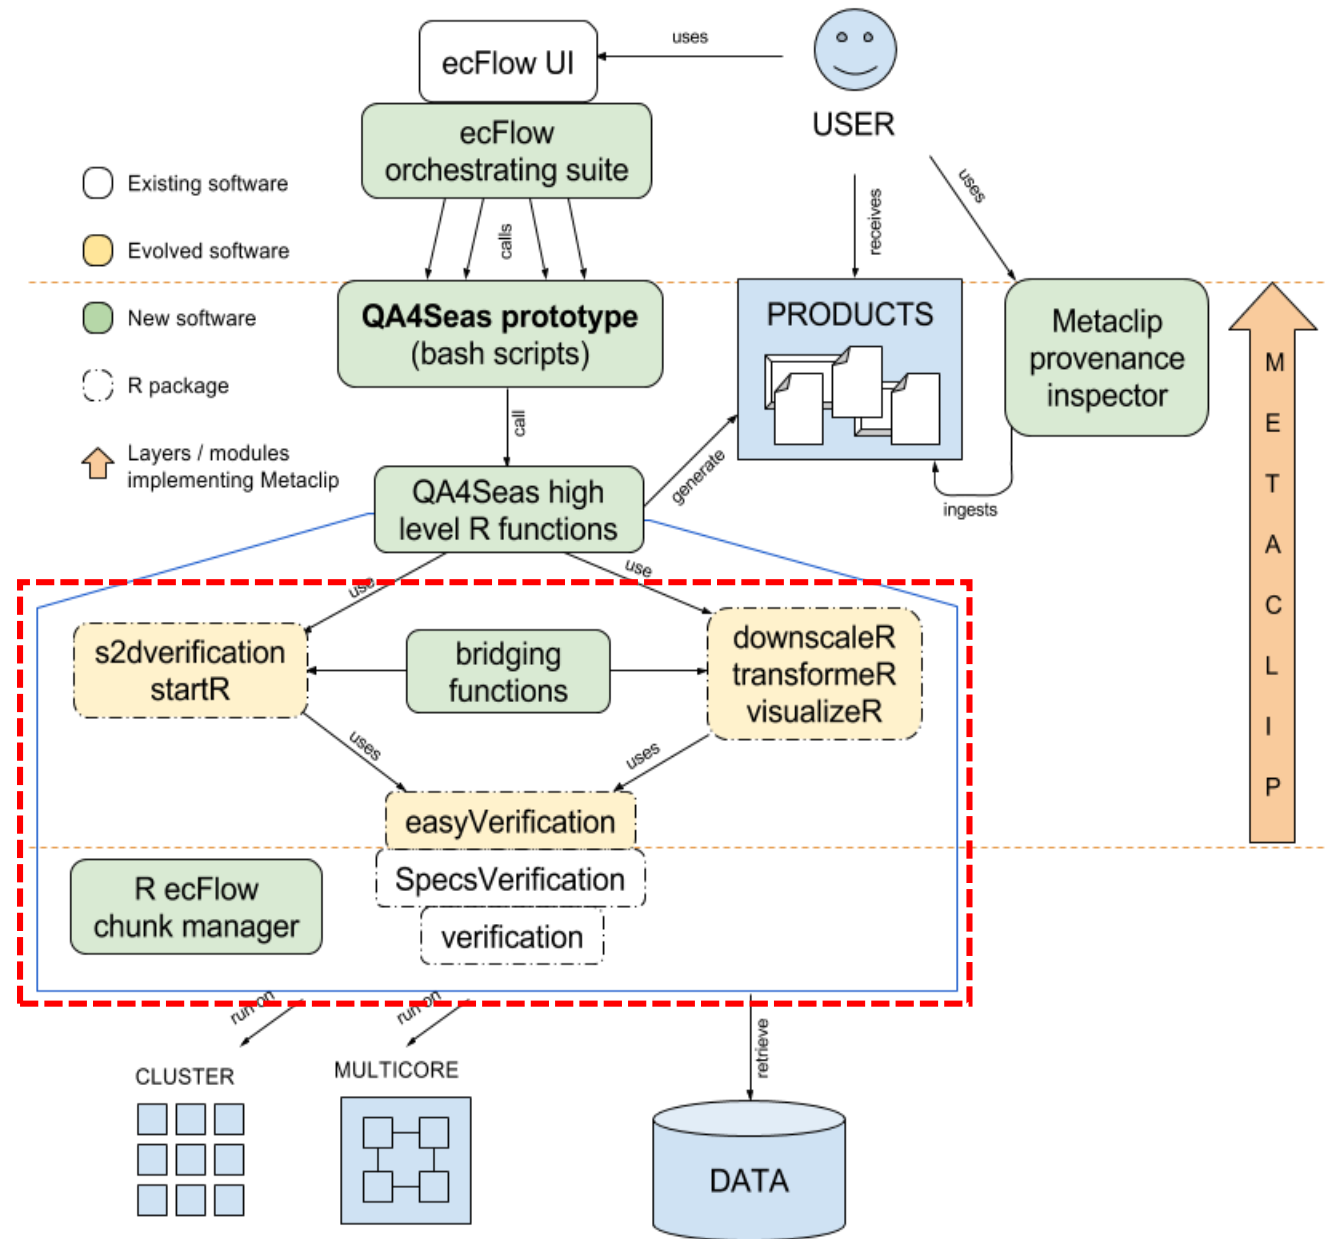 uses
ecFlow UI
USER
ecFlow
orchestrating suite
Existing software
Evolved software
New software
R package
Layers / modules
implementing Metaclip
calls
receives
uses
QA4Seas prototype
(bash scripts)
PRODUCTS
Metaclip
provenance
inspector
METACLIP
call
generate
ingests
QA4Seas high
level R functions
use
use
s2dverification
startR
bridging
functions
downscaleR
transformeR
visualizeR
uses
uses
easyVerification
SpecsVerification
verification
R ecFlow
chunk manager
run on
run on
retrieve
CLUSTER
MULTICORE
DATA